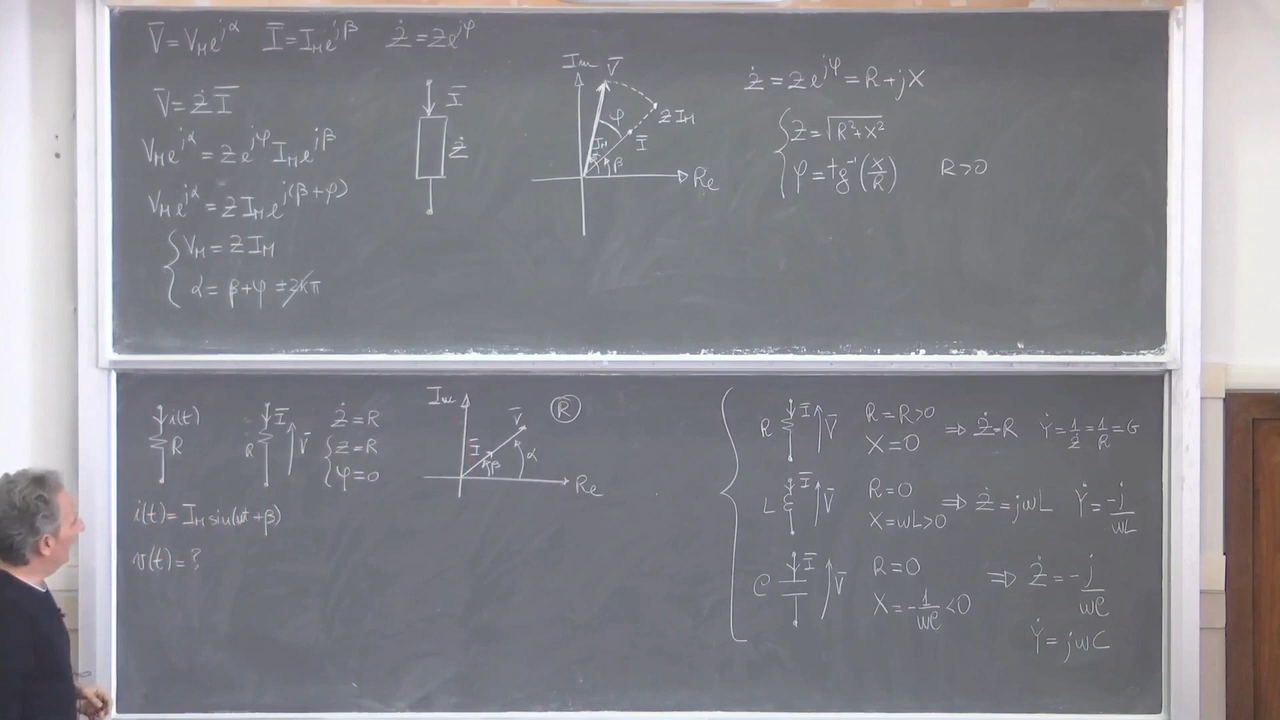 V̅ = V_M e^{jα}   I̅ = I_M e^{jβ}   Ż = Z e^{jφ}
V̅ = Ż I̅
V_M e^{jα} = Z e^{jφ} I_M e^{jβ}
V_M e^{jα} = Z I_M e^{j(β+φ)}
V_M = Z I_M
α = β + φ ± 2kπ
I̅
Ż
Im
V̅
φ
Z I_M
I_M
I̅
α
β
Re
Ż = Z e^{jφ} = R + jX
Z = √(R²+X²)
φ = tg⁻¹(X/R)   R > 0
i(t)
R
I̅
R
V̅
Ż = R
Z = R
φ = 0
i(t) = I_M sin(ωt + β)
v(t) = ?
Im
V̅
I̅
β
α
Re
R
R   I̅   V̅   R = R > 0
X = 0   ⇒ Ż = R   Ẏ = 1/Ż = 1/R = G
L   I̅   V̅   R = 0
X = ωL > 0   ⇒ Ż = jωL   Ẏ = -j/ωL
C   I̅   V̅   R = 0
X = -1/ωC < 0   ⇒ Ż = -j/ωC
Ẏ = jωC